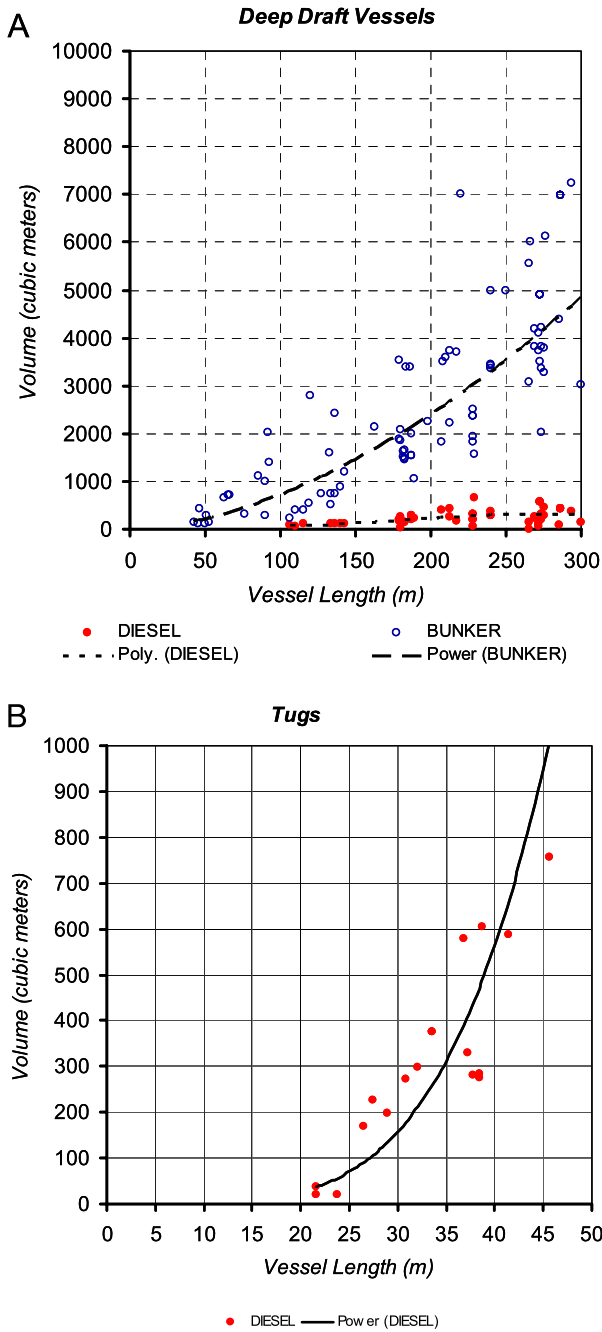 A
Deep Draft Vessels
Volume (cubic meters)
10000
9000
8000
7000
6000
5000
4000
3000
2000
1000
0
0 50 100 150 200 250 300
Vessel Length (m)
DIESEL BUNKER
Poly. (DIESEL) Power (BUNKER)
B
Tugs
Volume (cubic meters)
1000
900
800
700
600
500
400
300
200
100
0
0 5 10 15 20 25 30 35 40 45 50
Vessel Length (m)
DIESEL Power (DIESEL)